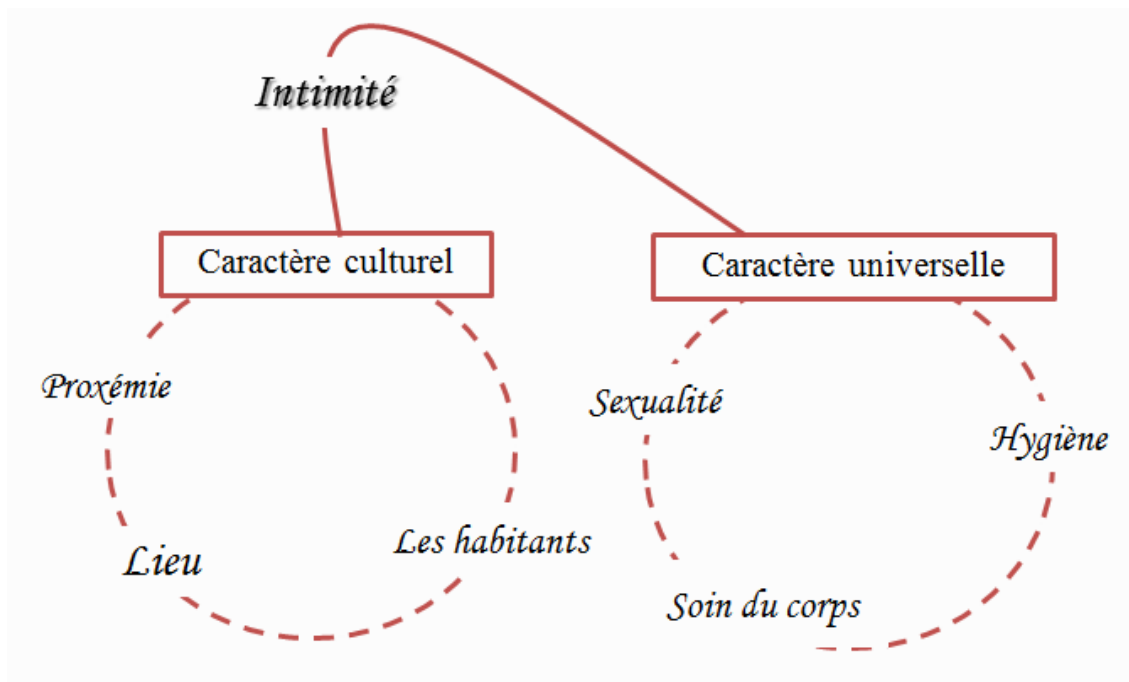 Intimité
Caractère culturel
Caractère universelle
Proxémie
Sexualité
Hygiène
Les habitants
Lieu
Soin du corps